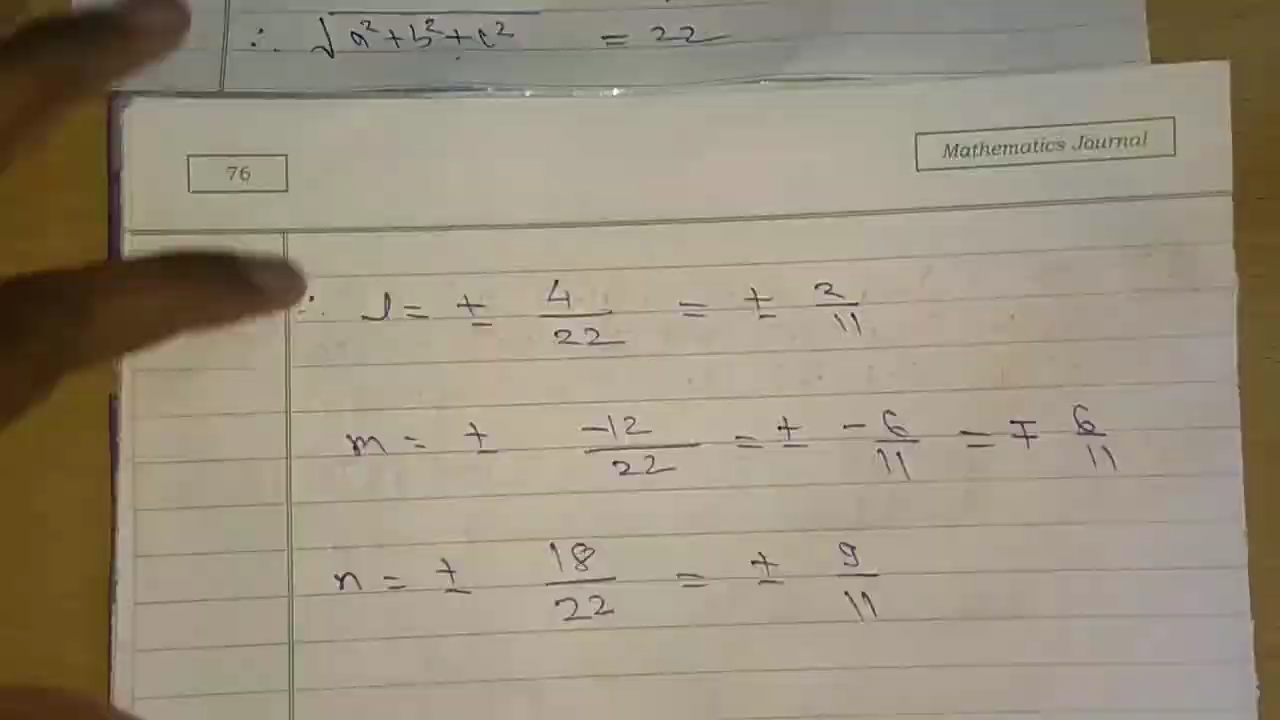 ∴ √a²+b²+c² = 22
76
Mathematics Journal
∴ l = ± 4/22 = ± 2/11
m = ± -12/22 = ± -6/11 = ∓ 6/11
n = ± 18/22 = ± 9/11